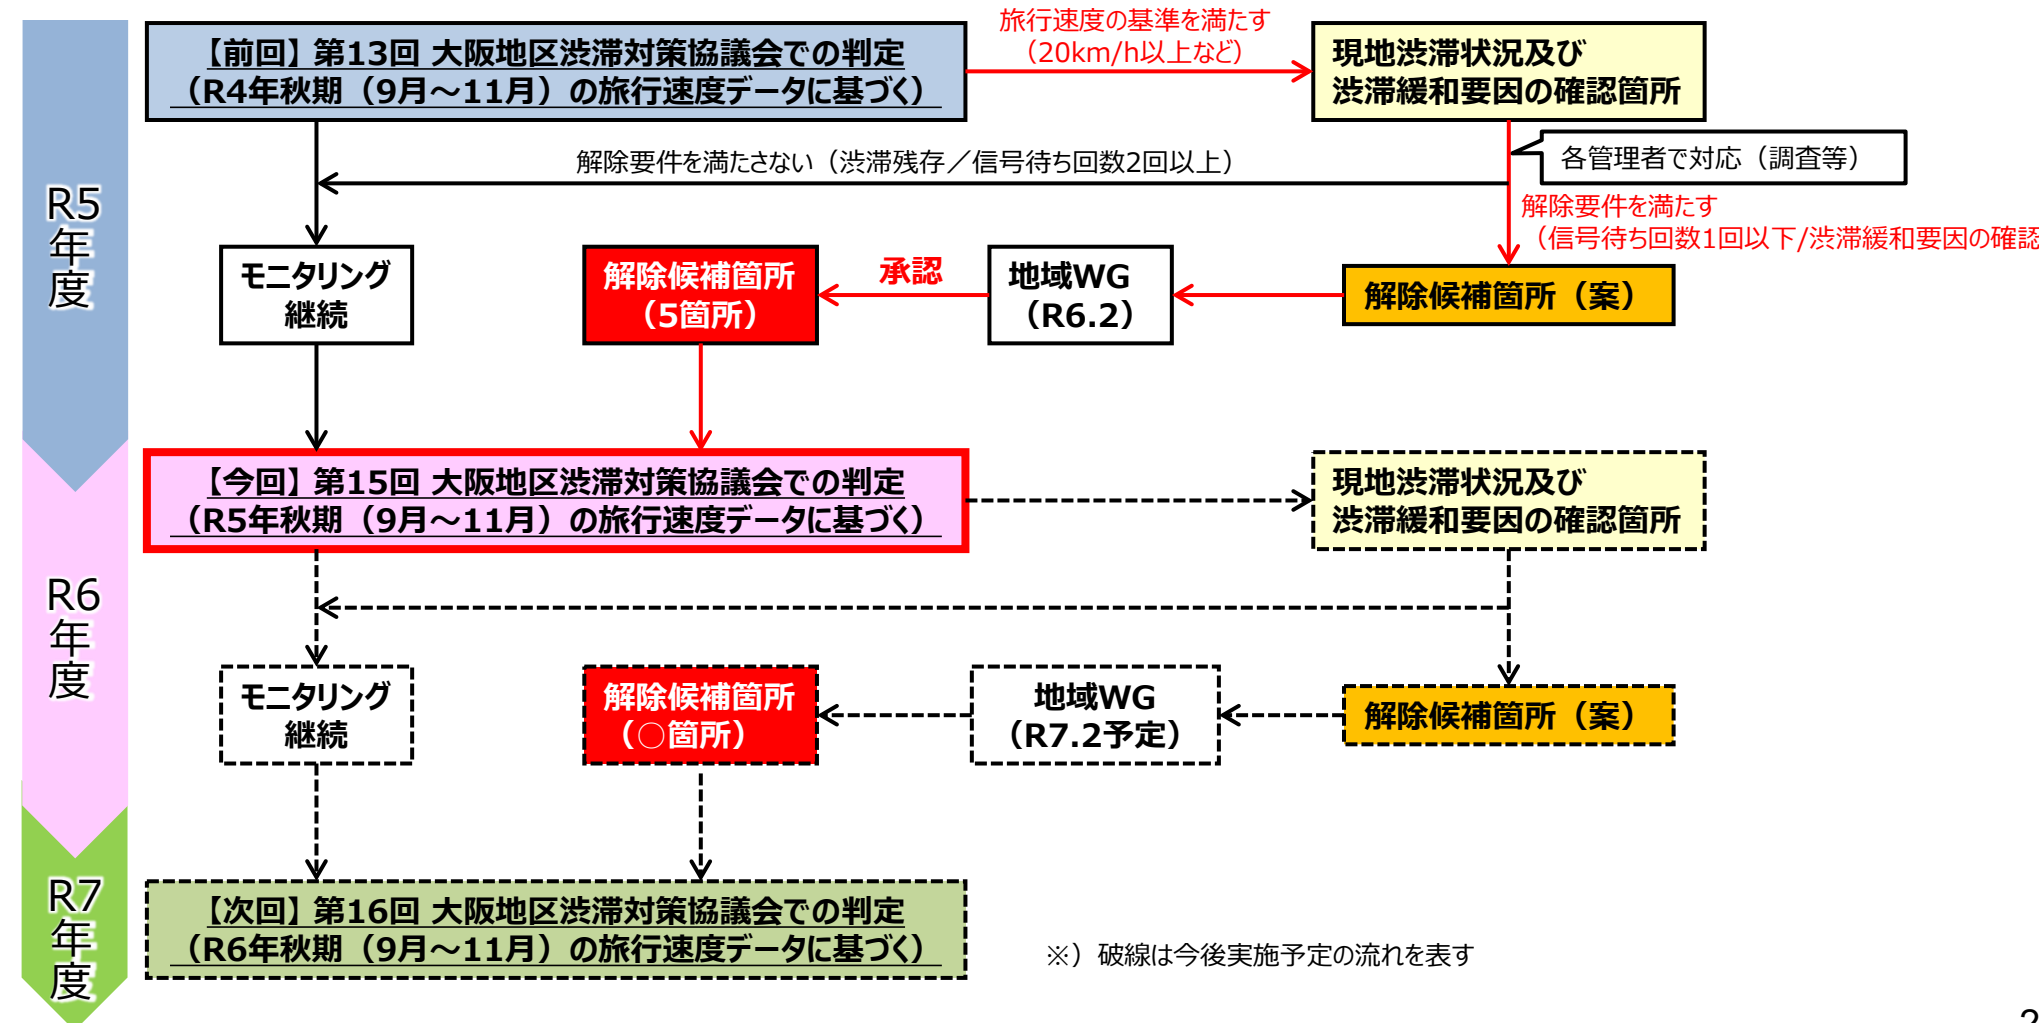 R5年度
【前回】第13回 大阪地区渋滞対策協議会での判定
（R4年秋期（9月～11月）の旅行速度データに基づく）
旅行速度の基準を満たす
（20km/h以上など）
現地渋滞状況及び
渋滞緩和要因の確認箇所
解除要件を満たさない（渋滞残存／信号待ち回数2回以上）
各管理者で対応（調査等）
解除要件を満たす
（信号待ち回数1回以下/渋滞緩和要因の確認
モニタリング
継続
解除候補箇所
（5箇所）
承認
地域WG
（R6.2）
解除候補箇所（案）
R6年度
【今回】第15回 大阪地区渋滞対策協議会での判定
（R5年秋期（9月～11月）の旅行速度データに基づく）
現地渋滞状況及び
渋滞緩和要因の確認箇所
モニタリング
継続
解除候補箇所
（○箇所）
地域WG
（R7.2予定）
解除候補箇所（案）
R7年度
【次回】第16回 大阪地区渋滞対策協議会での判定
（R6年秋期（9月～11月）の旅行速度データに基づく）
※）破線は今後実施予定の流れを表す
2